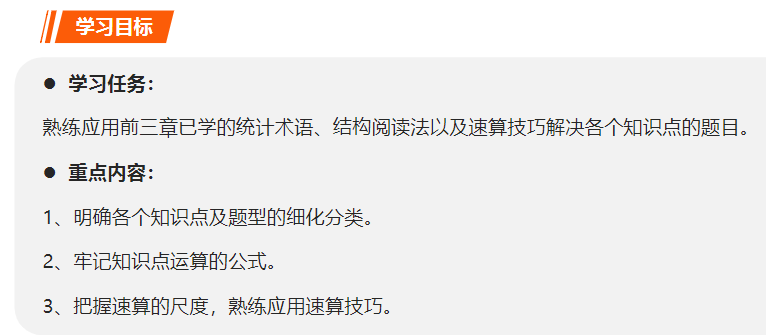 学习目标
● 学习任务：
熟练应用前三章已学的统计术语、结构阅读法以及速算技巧解决各个知识点的题目。
● 重点内容：
1、明确各个知识点及题型的细化分类。
2、牢记知识点运算的公式。
3、把握速算的尺度，熟练应用速算技巧。